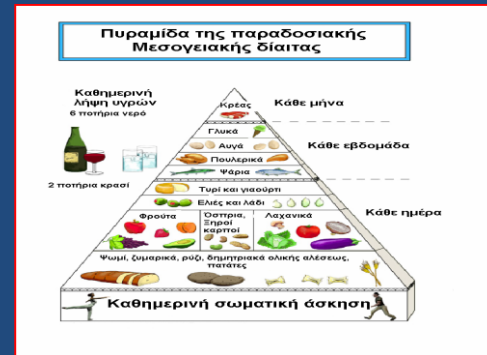 Πυραμίδα της παραδοσιακής
Μεσογειακής δίαιτας
Καθημερινή
λήψη υγρών
6 ποτήρια νερό
2 ποτήρια κρασί
Κρέας
Κάθε μήνα
Γλυκά
Αυγά
Πουλερικά
Ψάρια
Κάθε εβδομάδα
Τυρί και γιαούρτι
Ελιές και λάδι
Φρούτα
Όσπρια,
Ξηροί
καρποί
Λαχανικά
Κάθε ημέρα
Ψωμί, ζυμαρικά, ρύζι, δημητριακά ολικής αλέσεως,
πατάτες
Καθημερινή σωματική άσκηση